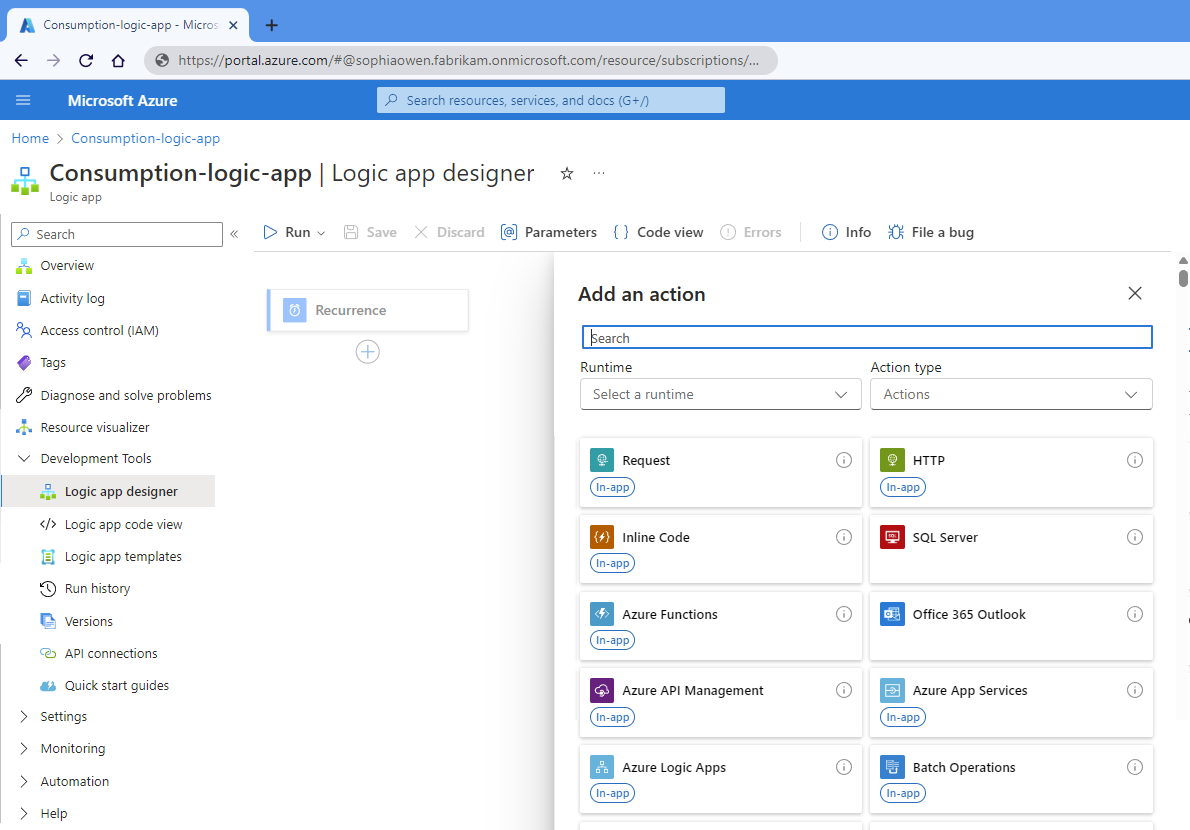 Consumption-logic-app - Micros
https://portal.azure.com/#@sophiaowen.fabrikam.onmicrosoft.com/resource/subscriptions/...
Microsoft Azure
Search resources, services, and docs (G+/)
Home > Consumption-logic-app
Consumption-logic-app | Logic app designer
Logic app
Search
Overview
Activity log
Access control (IAM)
Tags
Diagnose and solve problems
Resource visualizer
Development Tools
Logic app designer
Logic app code view
Logic app templates
Run history
Versions
API connections
Quick start guides
Settings
Monitoring
Automation
Help
Run Save Discard Parameters Code view Errors Info File a bug
Recurrence
Add an action
Search
Runtime Action type
Select a runtime Actions
Request HTTP
In-app In-app
Inline Code SQL Server
In-app
Azure Functions Office 365 Outlook
In-app
Azure API Management Azure App Services
In-app In-app
Azure Logic Apps Batch Operations
In-app In-app